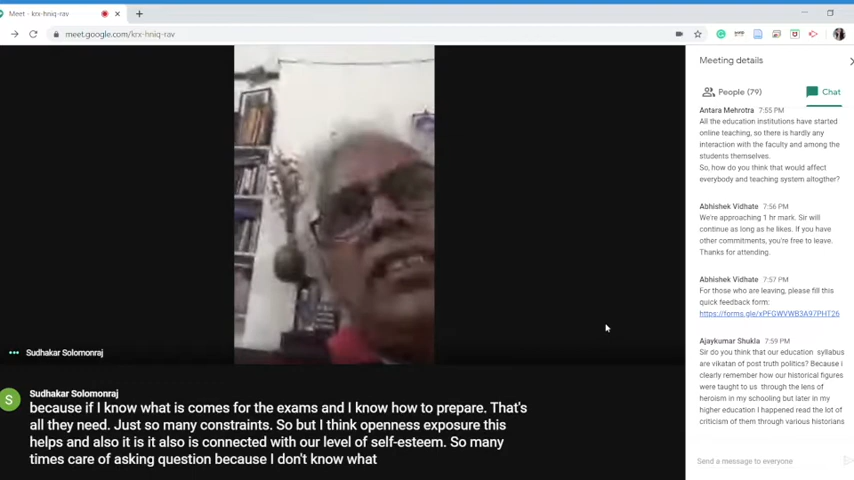 Meet – krx-hniq-rav
meet.google.com/krx-hniq-rav
Meeting details
People (79)
Chat
Antara Mehrotra 7:55 PM
All the education institutions have started
online teaching, so there is hardly any
interaction with the faculty and among the
students themselves.
So, how do you think that would affect
everybody and teaching system altogther?
Abhishek Vidhate 7:56 PM
We're approaching 1 hr mark. Sir will
continue as long as he likes. If you have
other commitments, you're free to leave.
Thanks for attending.
Abhishek Vidhate 7:57 PM
For those who are leaving, please fill this
quick feedback form:
https://forms.gle/xPFGWVWB3A97PHT26
Ajaykumar Shukla 7:59 PM
Sir do you think that our education syllabus
are vikatan of post truth politics? Because i
clearly remember how our historical figures
were taught to us through the lens of
heroism in my schooling but later in my
higher education I happened read the lot of
criticism of them through various historians
Send a message to everyone
Sudhakar Solomonraj
S
Sudhakar Solomonraj
because if I know what is comes for the exams and I know how to prepare. That's
all they need. Just so many constraints. So but I think openness exposure this
helps and also it is it also is connected with our level of self-esteem. So many
times care of asking question because I don't know what